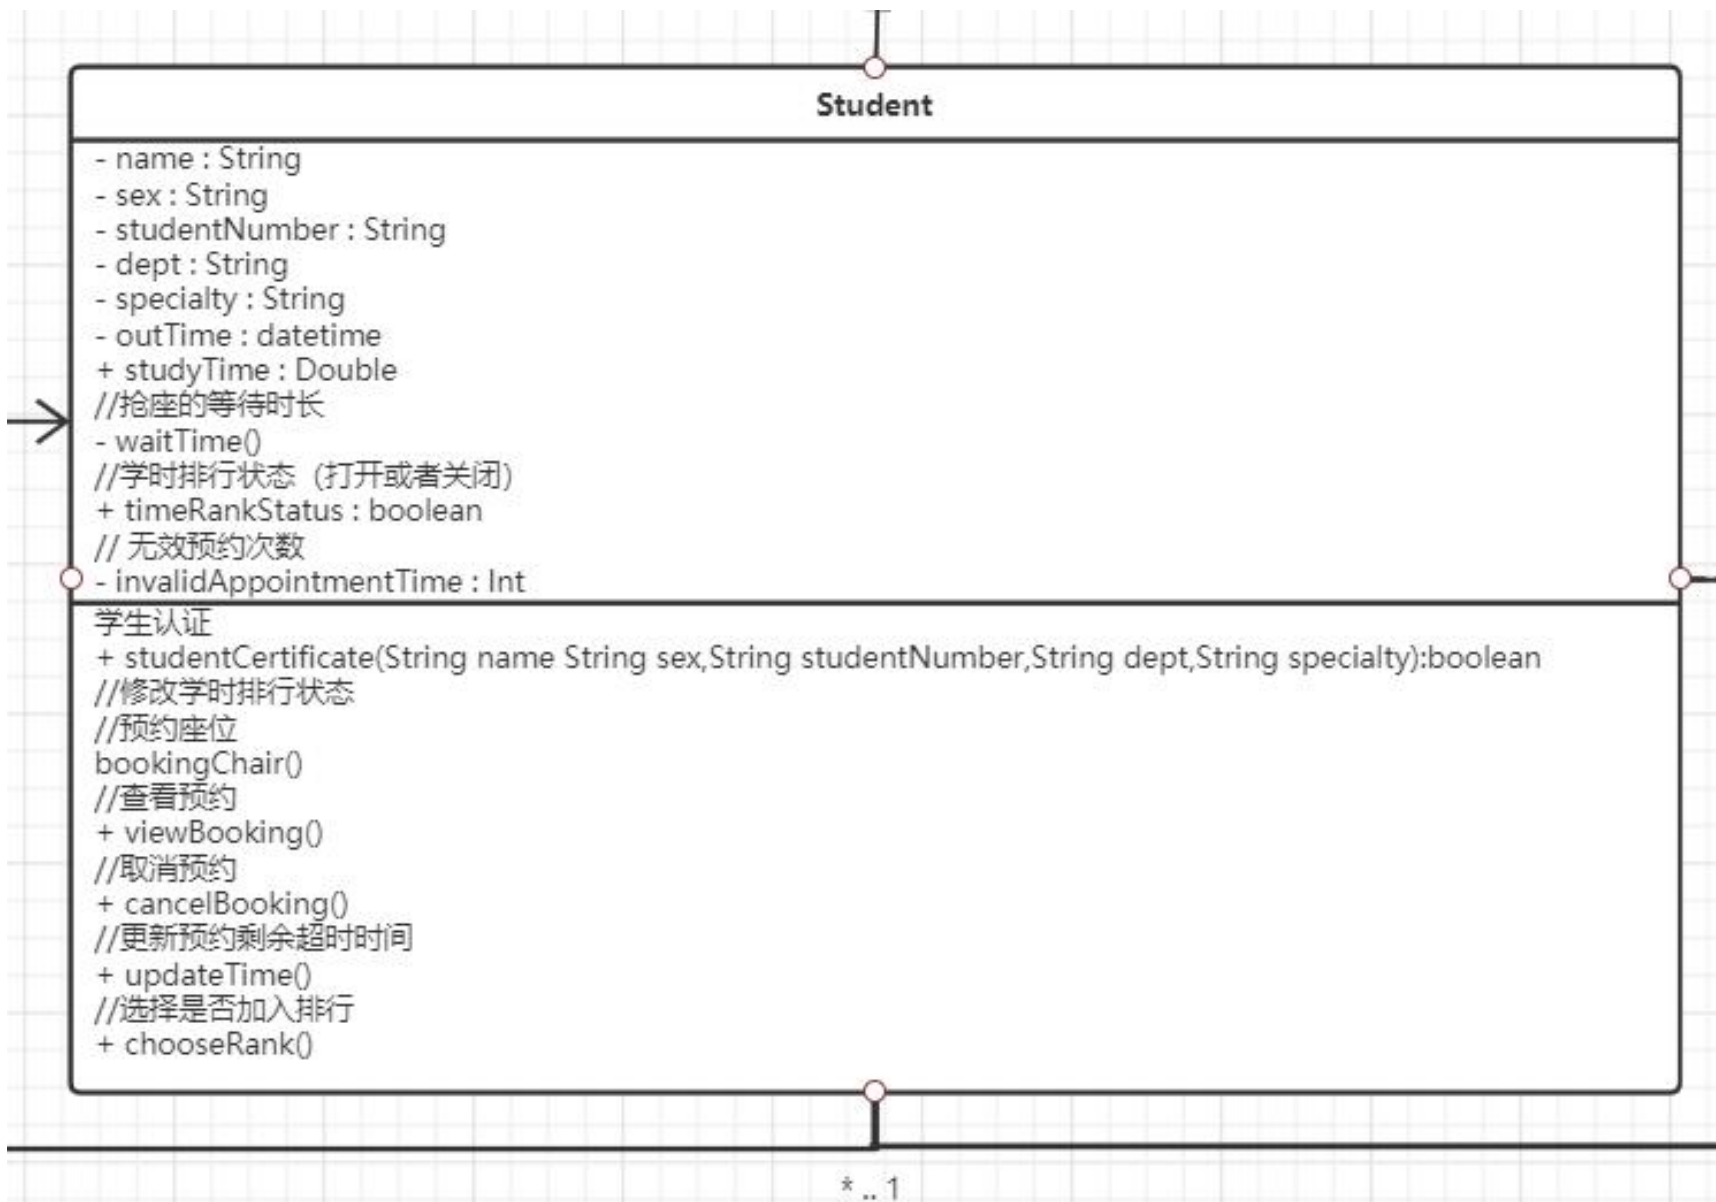 Student
- name : String
- sex : String
- studentNumber : String
- dept : String
- specialty : String
- outTime : datetime
+ studyTime : Double
//抢座的等待时长
- waitTime()
//学时排行状态（打开或者关闭）
+ timeRankStatus : boolean
// 无效预约次数
- invalidAppointmentTime : Int
学生认证
+ studentCertificate(String name String sex,String studentNumber,String dept,String specialty):boolean
//修改学时排行状态
//预约座位
bookingChair()
//查看预约
+ viewBooking()
//取消预约
+ cancelBooking()
//更新预约剩余超时时间
+ updateTime()
//选择是否加入排行
+ chooseRank()
* .. 1